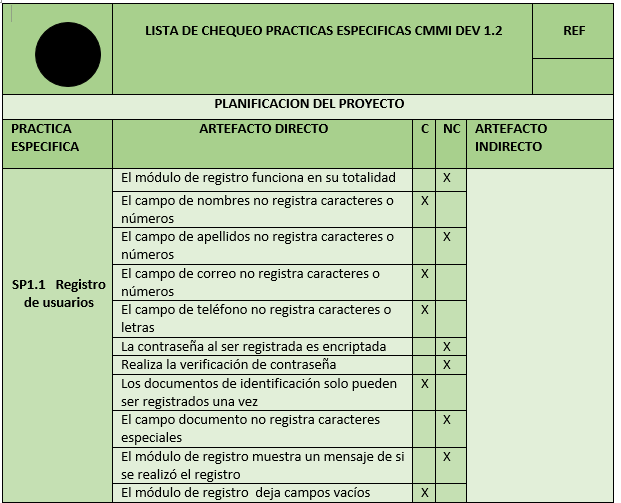 LISTA DE CHEQUEO PRACTICAS ESPECIFICAS CMMI DEV 1.2
REF
PLANIFICACION DEL PROYECTO
PRACTICA ESPECIFICA
ARTEFACTO DIRECTO
C
NC
ARTEFACTO INDIRECTO
SP1.1 Registro de usuarios
El módulo de registro funciona en su totalidad
X
El campo de nombres no registra caracteres o
números
X
El campo de apellidos no registra caracteres o
números
X
El campo de correo no registra caracteres o
números
X
El campo de teléfono no registra caracteres o
letras
X
La contraseña al ser registrada es encriptada
X
Realiza la verificación de contraseña
X
Los documentos de identificación solo pueden
ser registrados una vez
X
El campo documento no registra caracteres
especiales
X
El módulo de registro muestra un mensaje de si
se realizó el registro
X
El módulo de registro deja campos vacíos
X